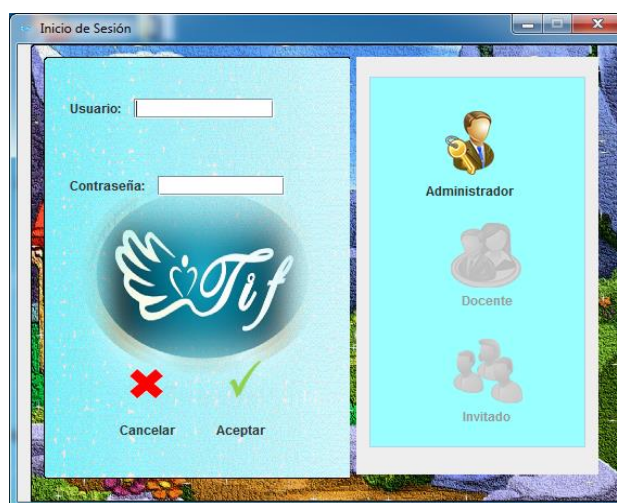 Inicio de Sesión
Usuario:
Contraseña:
Tif
Cancelar
Aceptar
Administrador
Docente
Invitado